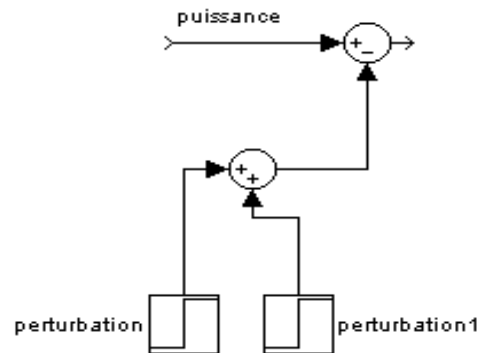 puissance
+ -
+ +
perturbation
perturbation1